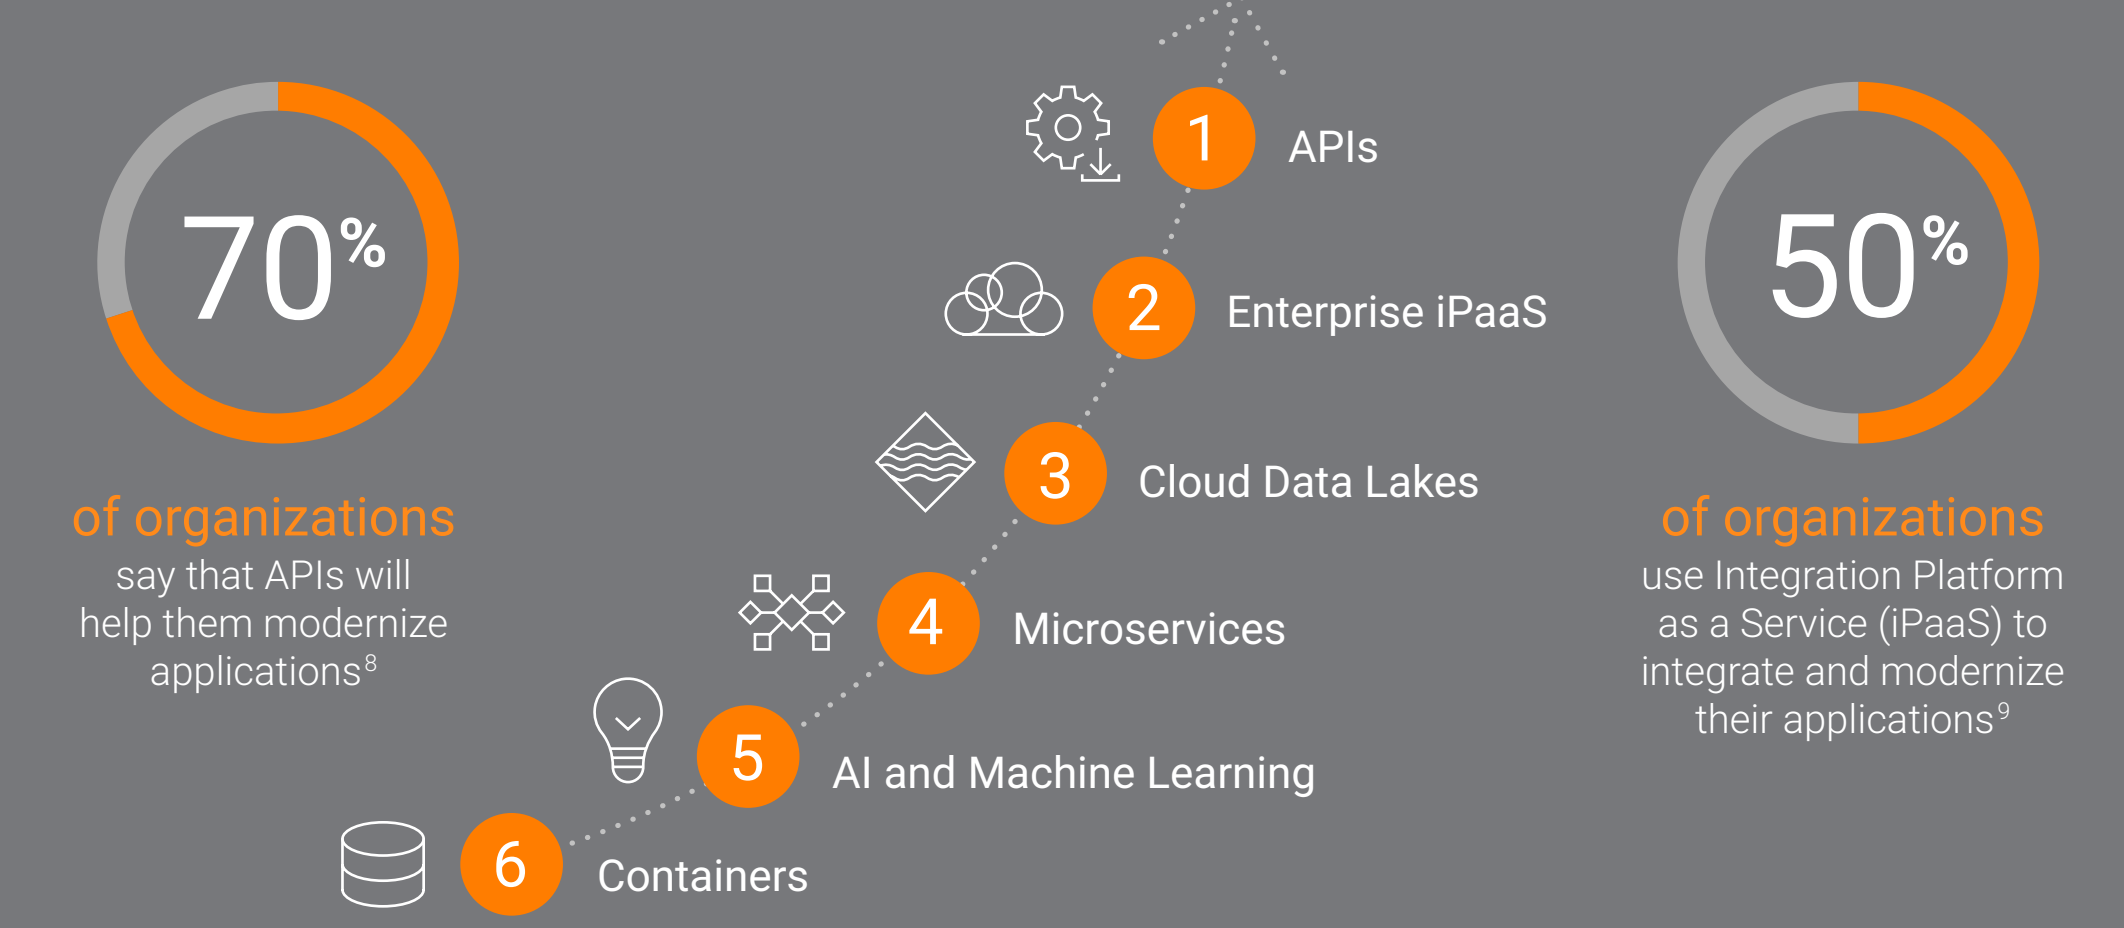 70%
of organizations
say that APIs will
help them modernize
applications⁸
1 APIs
2 Enterprise iPaaS
3 Cloud Data Lakes
4 Microservices
5 AI and Machine Learning
6 Containers
50%
of organizations
use Integration Platform
as a Service (iPaaS) to
integrate and modernize
their applications⁹